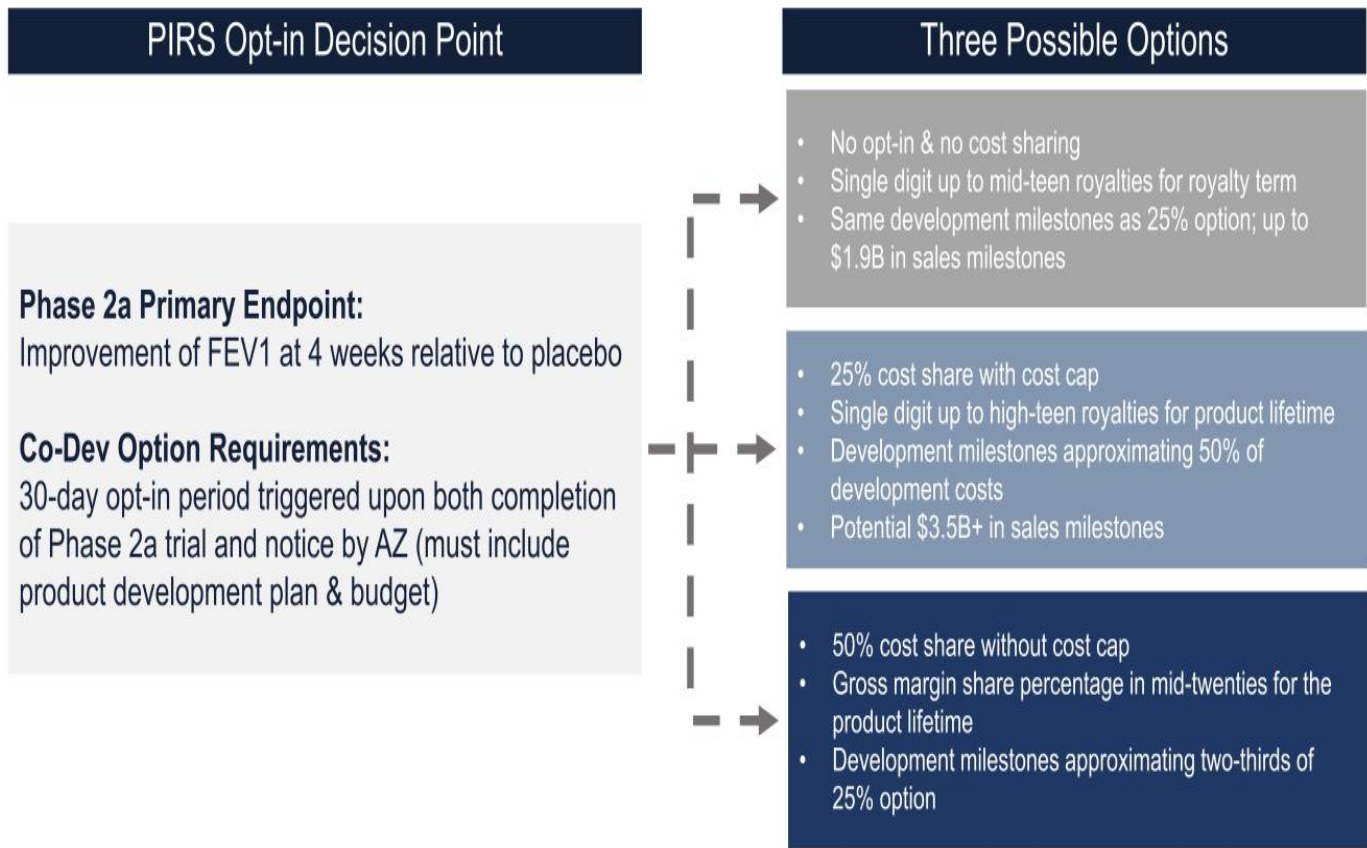 PIRS Opt-in Decision Point
Phase 2a Primary Endpoint:
Improvement of FEV1 at 4 weeks relative to placebo
Co-Dev Option Requirements:
30-day opt-in period triggered upon both completion
of Phase 2a trial and notice by AZ (must include
product development plan & budget)
Three Possible Options
• No opt-in & no cost sharing
• Single digit up to mid-teen royalties for royalty term
• Same development milestones as 25% option; up to
$1.9B in sales milestones
• 25% cost share with cost cap
• Single digit up to high-teen royalties for product lifetime
• Development milestones approximating 50% of
development costs
• Potential $3.5B+ in sales milestones
• 50% cost share without cost cap
• Gross margin share percentage in mid-twenties for the
product lifetime
• Development milestones approximating two-thirds of
25% option